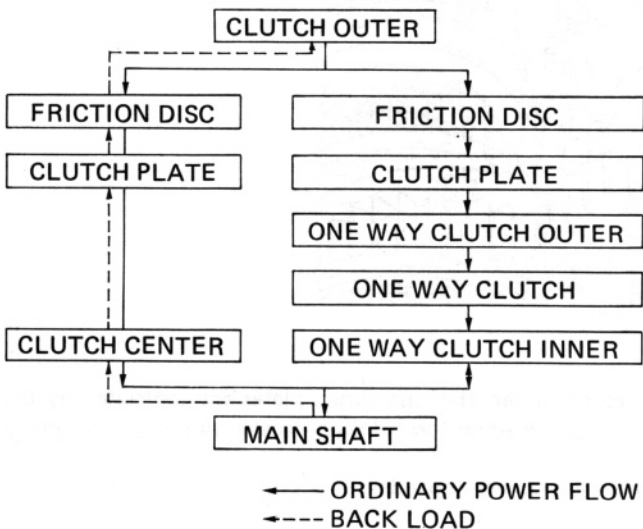 CLUTCH OUTER
FRICTION DISC
FRICTION DISC
CLUTCH PLATE
CLUTCH PLATE
ONE WAY CLUTCH OUTER
ONE WAY CLUTCH
CLUTCH CENTER
ONE WAY CLUTCH INNER
MAIN SHAFT
ORDINARY POWER FLOW
BACK LOAD